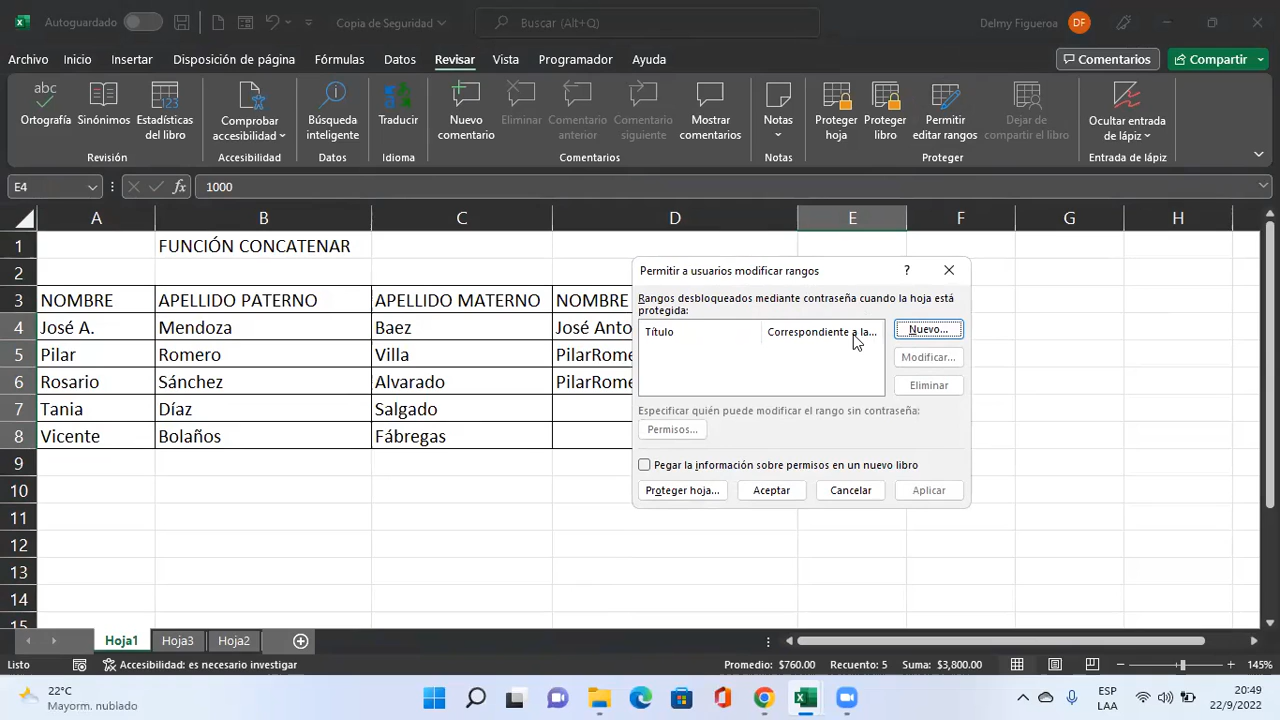 Autoguardado
Copia de Seguridad
Buscar (Alt+Q)
Delmy Figueroa
DF
Archivo Inicio Insertar Disposición de página Fórmulas Datos Revisar Vista Programador Ayuda
Comentarios
Compartir
abc
Ortografía
Sinónimos
123
Estadísticas
del libro
Revisión
Comprobar
accesibilidad
Accesibilidad
Búsqueda
inteligente
Datos
Traducir
Idioma
Nuevo
comentario
Eliminar
Comentario
anterior
Comentario
siguiente
Mostrar
comentarios
Comentarios
Notas
Notas
Proteger
hoja
Proteger
libro
Permitir
editar rangos
Dejar de
compartir el libro
Proteger
Ocultar entrada
de lápiz
Entrada de lápiz
E4
fx
1000
A B C D E F G H
1 FUNCIÓN CONCATENAR
2
3 NOMBRE APELLIDO PATERNO APELLIDO MATERNO NOMBRE
4 José A. Mendoza Baez José Anto
5 Pilar Romero Villa PilarRome
6 Rosario Sánchez Alvarado PilarRome
7 Tania Díaz Salgado
8 Vicente Bolaños Fábregas
9
10
11
12
13
14
15
Permitir a usuarios modificar rangos
?
Rangos desbloqueados mediante contraseña cuando la hoja está
protegida:
Título Correspondiente a la...
Nuevo...
Modificar...
Eliminar
Especificar quién puede modificar el rango sin contraseña:
Permisos...
Pegar la información sobre permisos en un nuevo libro
Proteger hoja... Aceptar Cancelar Aplicar
Hoja1 Hoja3 Hoja2
Listo
Accesibilidad: es necesario investigar
Promedio: $760.00 Recuento: 5 Suma: $3,800.00
145%
22°C
Mayorm. nublado
ESP
LAA
20:49
22/9/2022